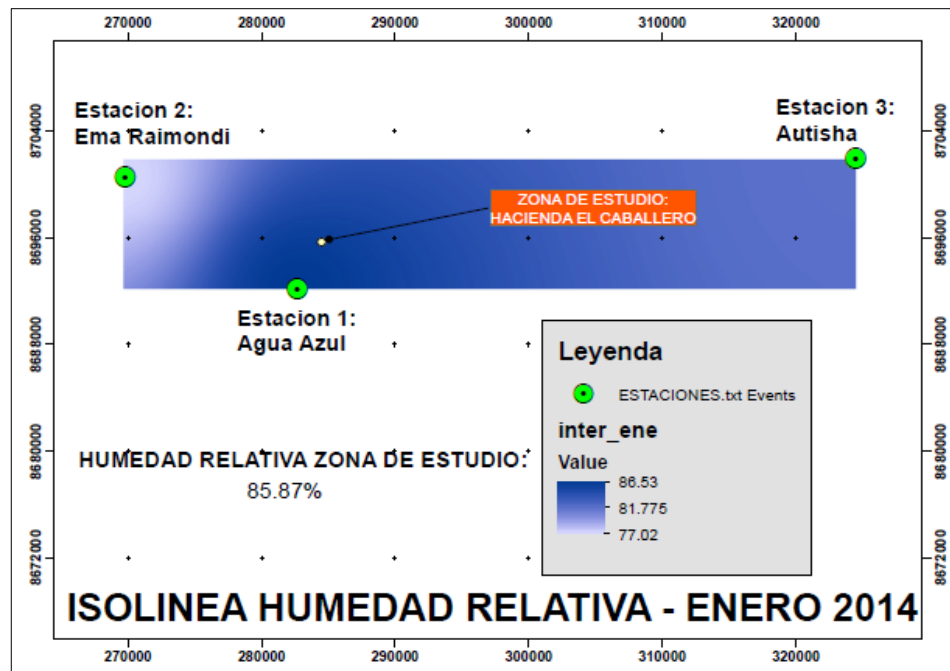 270000 280000 290000 300000 310000 320000
Estacion 2:
Ema Raimondi
Estacion 3:
Autisha
8704000 8704000
ZONA DE ESTUDIO:
HACIENDA EL CABALLERO
8696000 8696000
Estacion 1:
Agua Azul
8688000 8688000
Leyenda
ESTACIONES.txt Events
inter_ene
Value
86.53
81.775
77.02
HUMEDAD RELATIVA ZONA DE ESTUDIO:
85.87%
8680000 8680000
8672000 8672000
ISOLINEA HUMEDAD RELATIVA - ENERO 2014
270000 280000 290000 300000 310000 320000